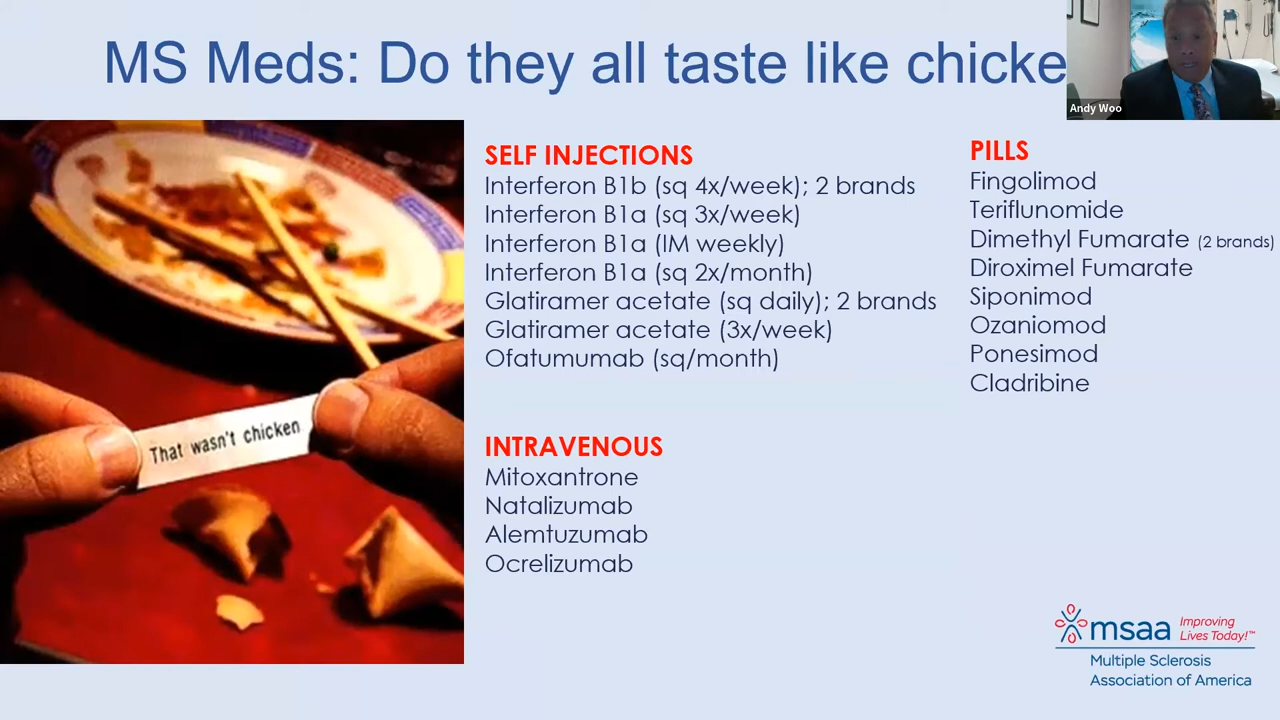 MS Meds: Do they all taste like chicke
Andy Woo
That wasn't chicken
SELF INJECTIONS
Interferon B1b (sq 4x/week); 2 brands
Interferon B1a (sq 3x/week)
Interferon B1a (IM weekly)
Interferon B1a (sq 2x/month)
Glatiramer acetate (sq daily); 2 brands
Glatiramer acetate (3x/week)
Ofatumumab (sq/month)
INTRAVENOUS
Mitoxantrone
Natalizumab
Alemtuzumab
Ocrelizumab
PILLS
Fingolimod
Teriflunomide
Dimethyl Fumarate (2 brands)
Diroximel Fumarate
Siponimod
Ozaniomod
Ponesimod
Cladribine
msaa
Improving
Lives Today!™
Multiple Sclerosis
Association of America